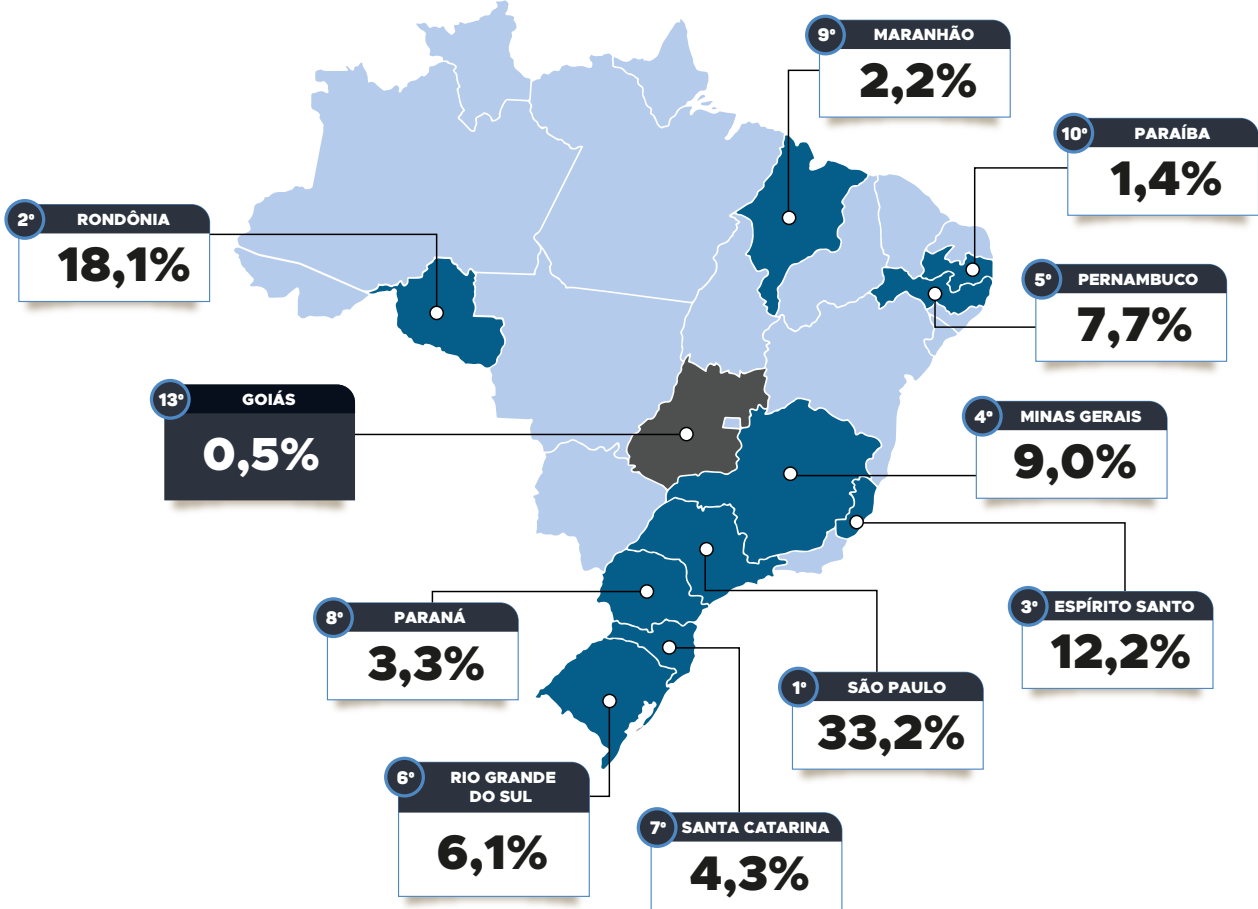 9º MARANHÃO
2,2%
10º PARAÍBA
1,4%
2º RONDÔNIA
18,1%
5º PERNAMBUCO
7,7%
13º GOIÁS
0,5%
4º MINAS GERAIS
9,0%
3º ESPÍRITO SANTO
12,2%
8º PARANÁ
3,3%
1º SÃO PAULO
33,2%
6º RIO GRANDE
DO SUL
6,1%
7º SANTA CATARINA
4,3%